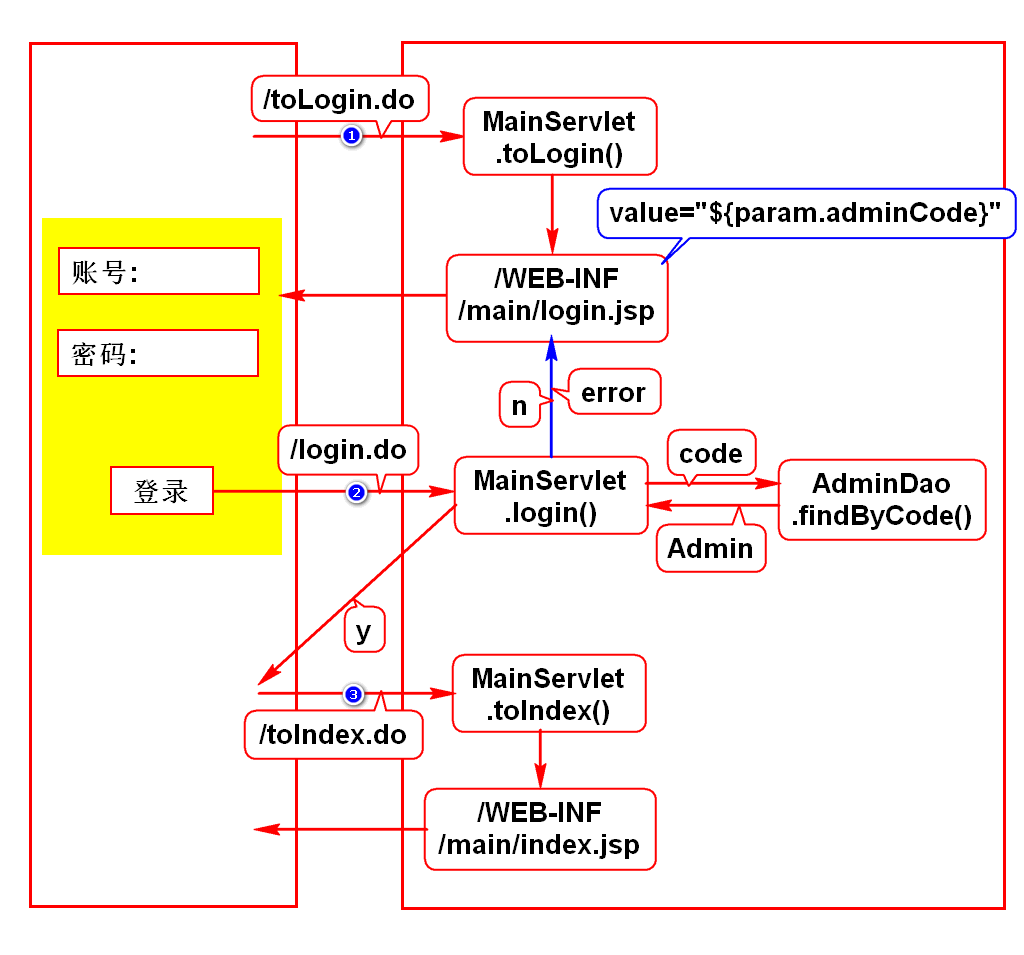 /toLogin.do
1
MainServlet
.toLogin()
value="${param.adminCode}"
/WEB-INF
/main/login.jsp
账号:
密码:
n
error
/login.do
登录
2
MainServlet
.login()
code
AdminDao
.findByCode()
Admin
y
3
/toIndex.do
MainServlet
.toIndex()
/WEB-INF
/main/index.jsp